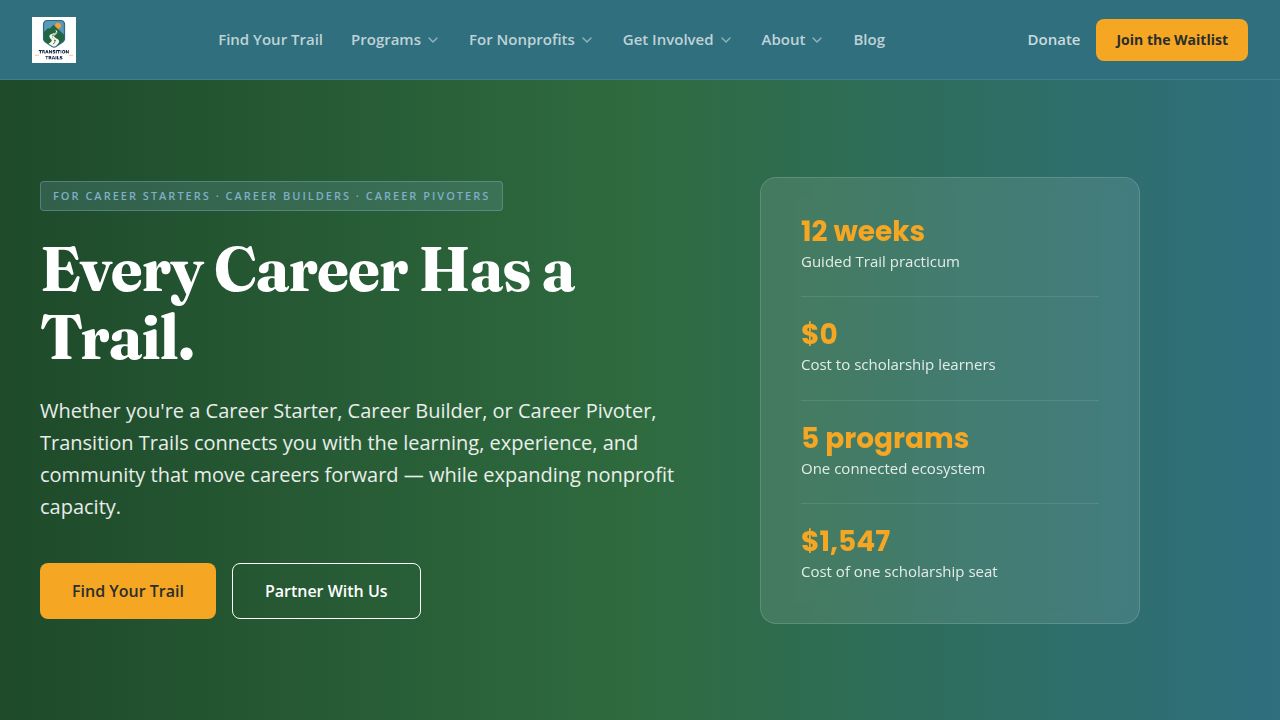 TRANSITION
TRAILS
Find Your Trail
Programs
For Nonprofits
Get Involved
About
Blog
Donate
Join the Waitlist
FOR CAREER STARTERS · CAREER BUILDERS · CAREER PIVOTERS
Every Career Has a
Trail.
Whether you're a Career Starter, Career Builder, or Career Pivoter,
Transition Trails connects you with the learning, experience, and
community that move careers forward — while expanding nonprofit
capacity.
Find Your Trail
Partner With Us
12 weeks
Guided Trail practicum
$0
Cost to scholarship learners
5 programs
One connected ecosystem
$1,547
Cost of one scholarship seat